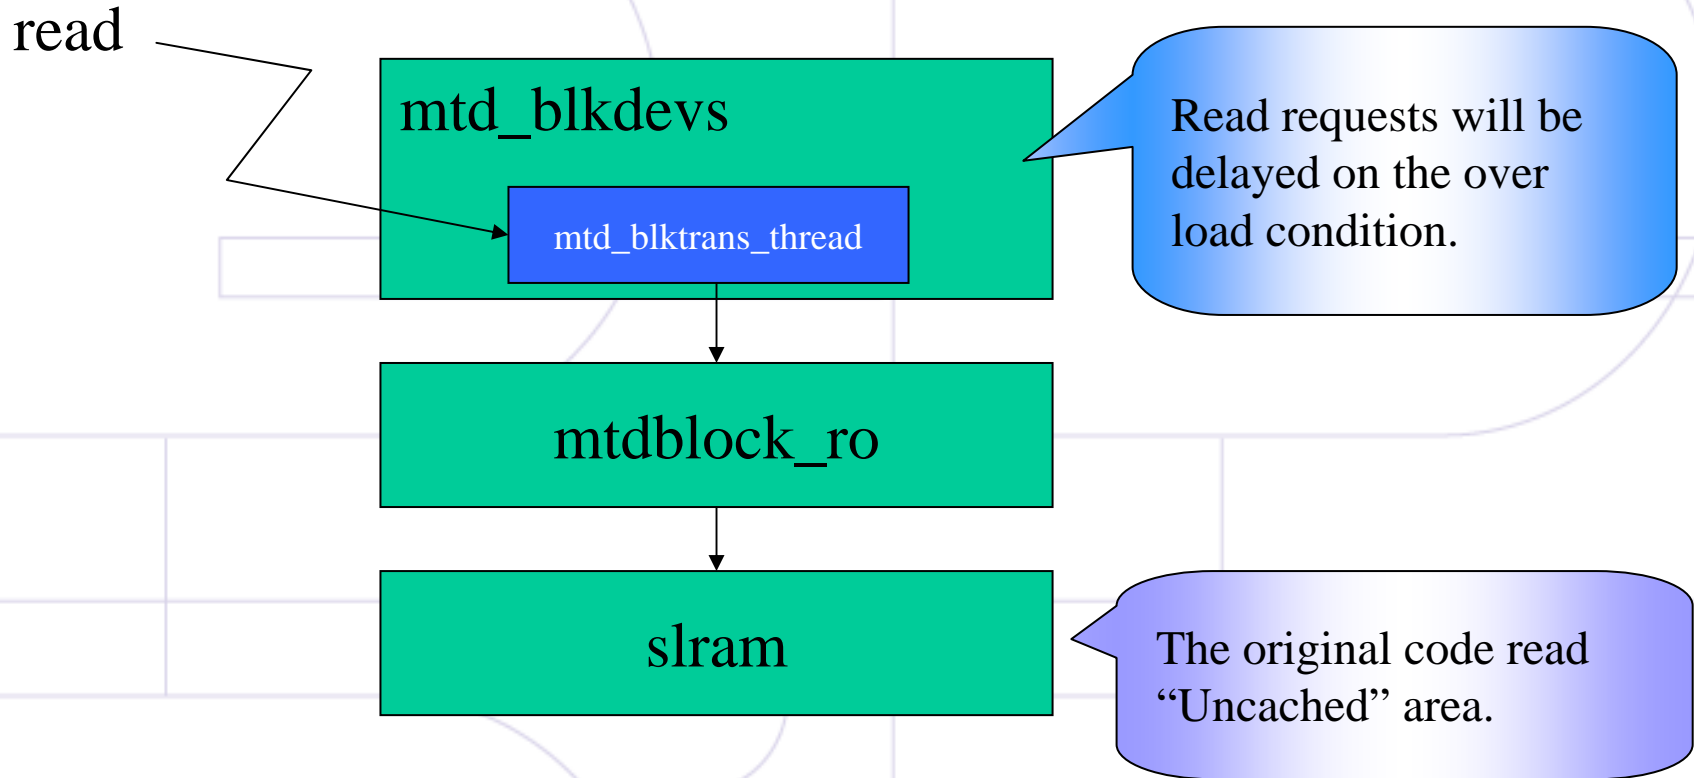 read
mtd_blkdevs
mtd_blktrans_thread
Read requests will be
delayed on the over
load condition.
mtdblock_ro
slram
The original code read
“Uncached” area.